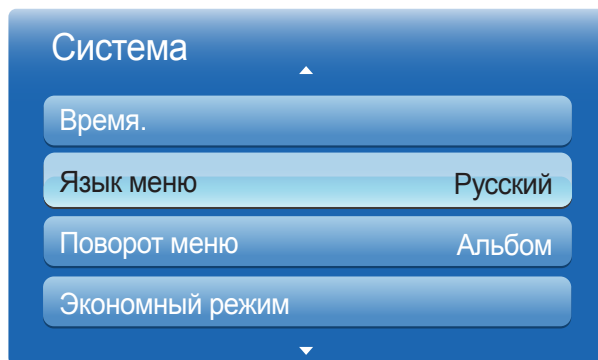 Система
Время.
Язык меню Русский
Поворот меню Альбом
Экономный режим